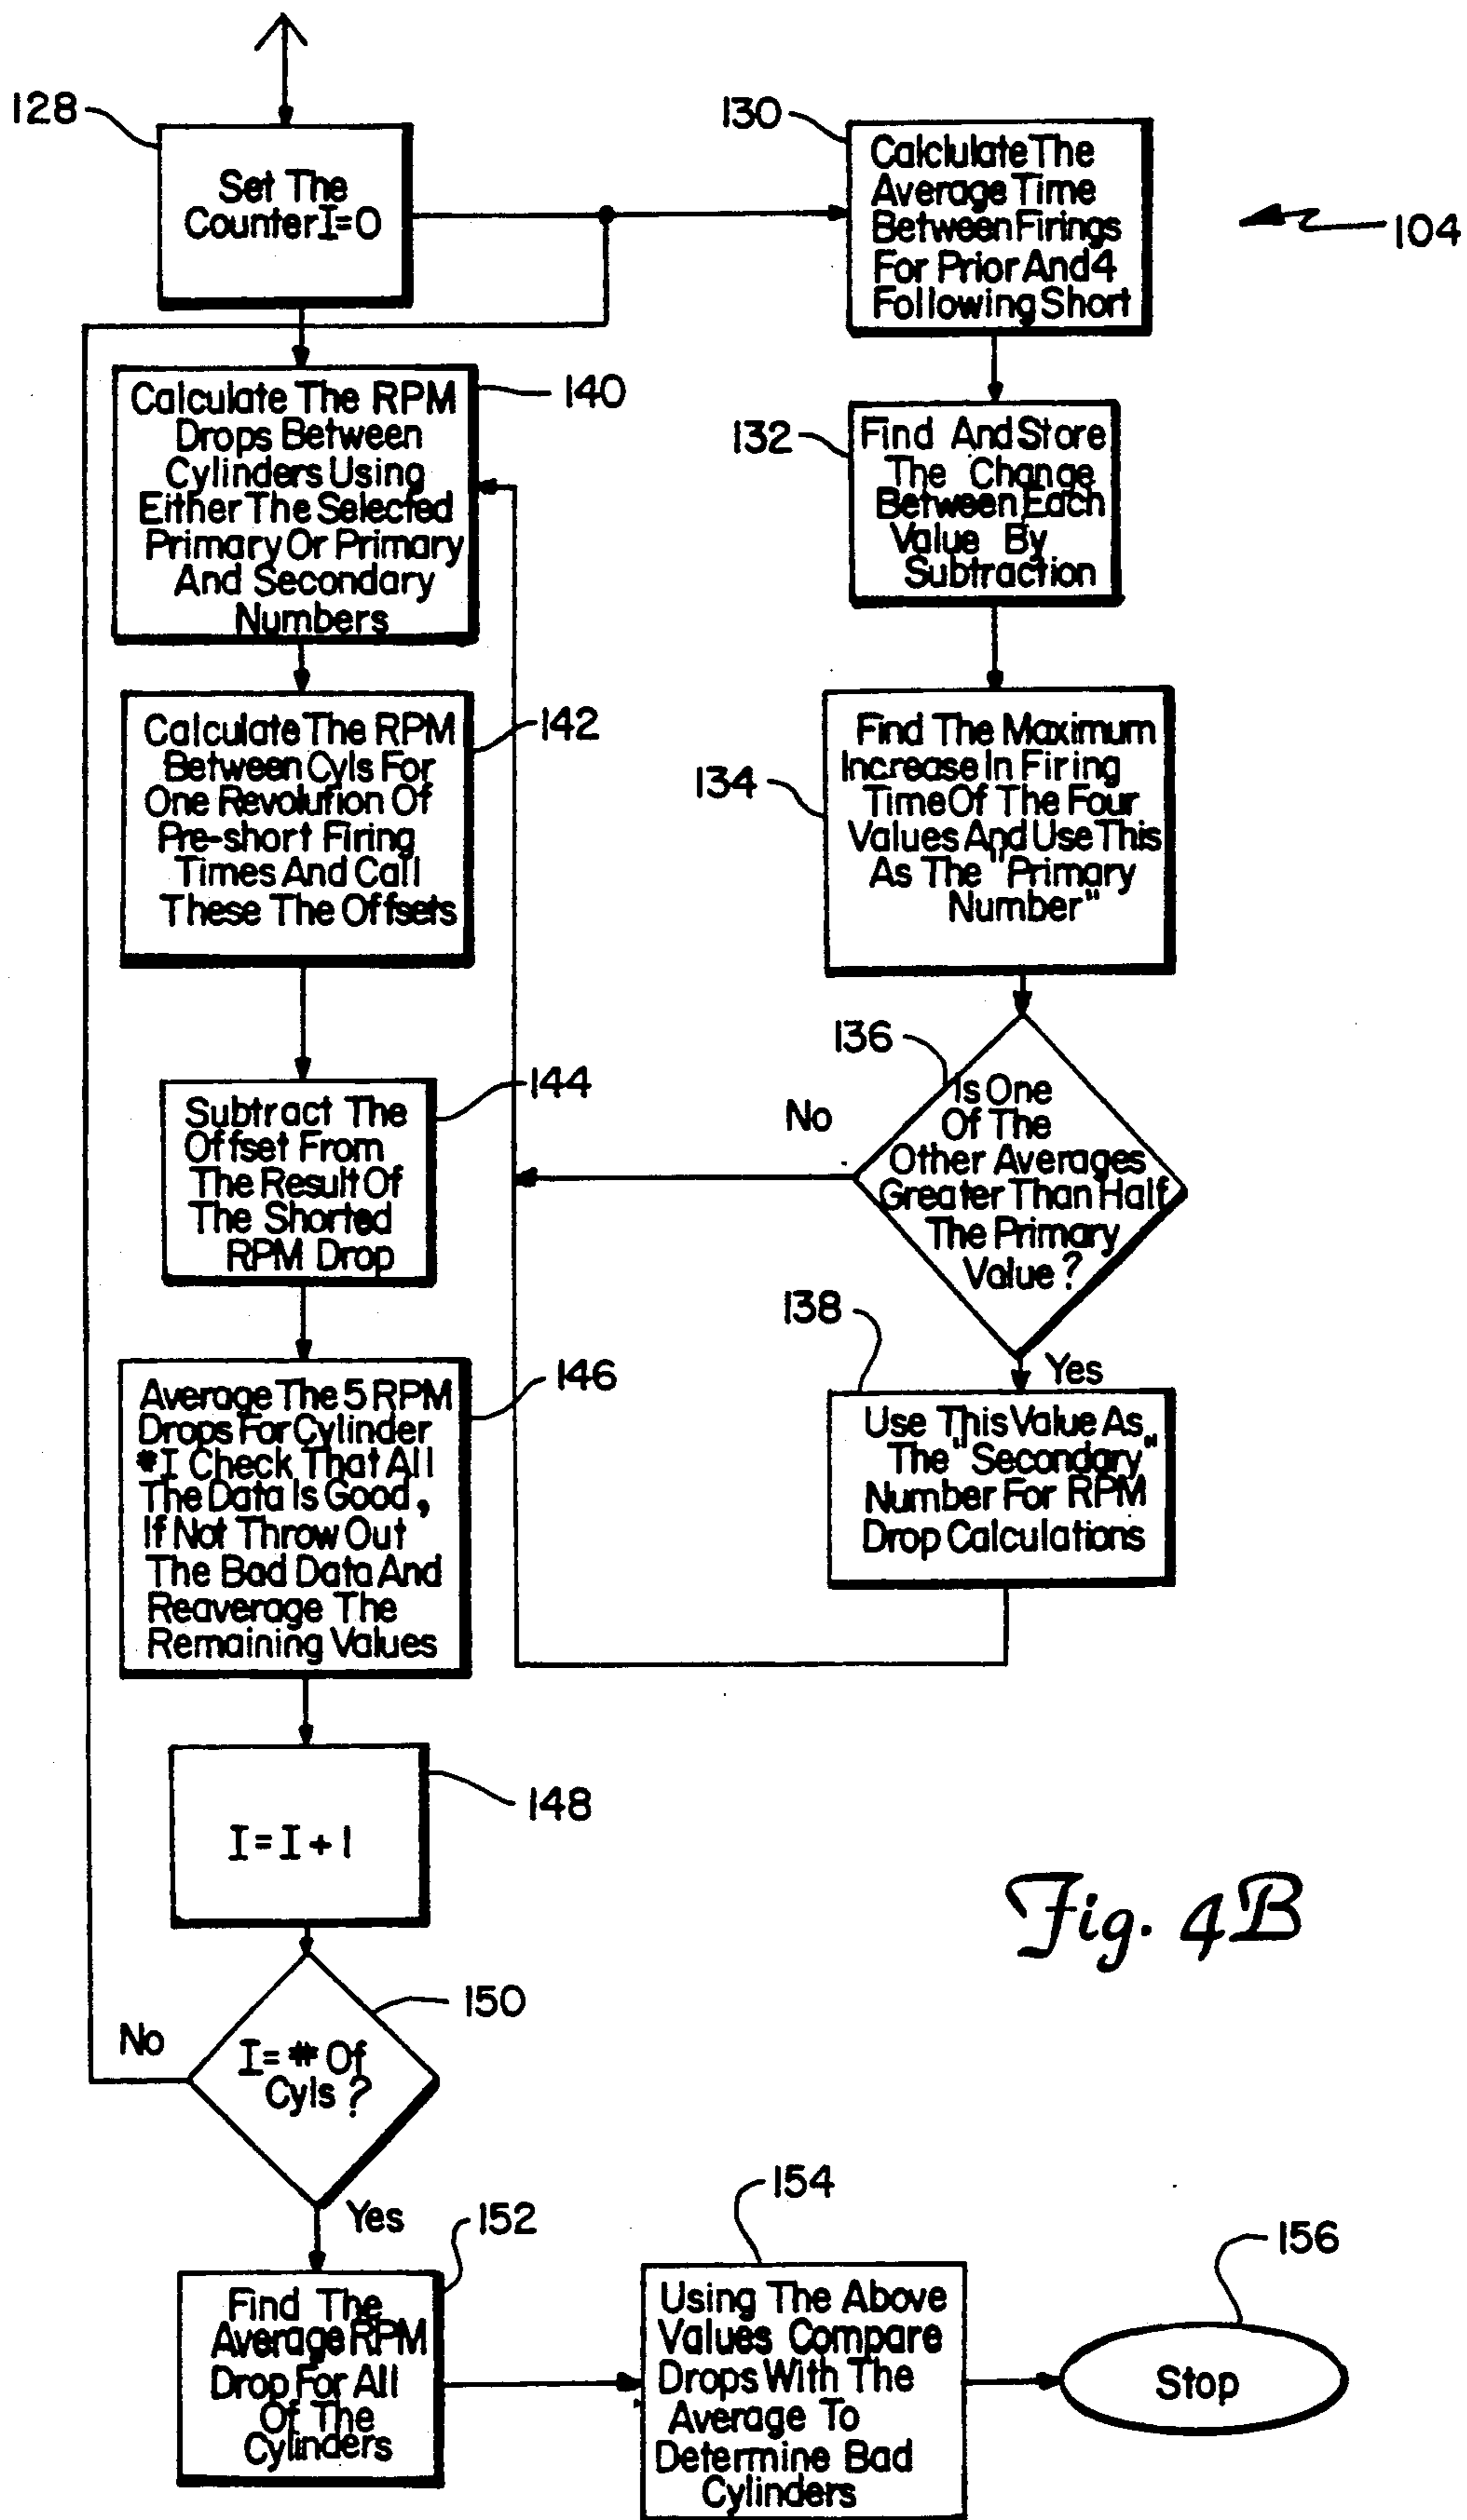 128
Set The
Counter I=0
130
Calclulate The
Average Time
Between Firings
For Prior And 4
Following Short
104
140
Calculate The RPM
Drops Between
Cylinders Using
Either The Selected
Primary Or Primary
And Secondary
Numbers
132
Find And Store
The Change
Between Each
Value By
Subtraction
142
Calculate The RPM
Between Cyls For
One Revolution Of
Pre-short Firing
Times And Call
These The Offsets
134
Find The Maximum
Increase In Firing
Time Of The Four
Values And Use This
As The "Primary
Number"
136
Is One
Of The
Other Averages
Greater Than Half
The Primary
Value?
No
Yes
144
Subtract The
Offset From
The Result Of
The Shorted
RPM Drop
138
Use This Value As
The "Secondary"
Number For RPM
Drop Calculations
146
Average The 5 RPM
Drops For Cylinder
#I Check That All
The Data Is Good,
If Not Throw Out
The Bad Data And
Reaverage The
Remaining Values
148
I=I+1
Fig. 4B
150
No
I=# Of
Cyls?
Yes
152
Find The
Average RPM
Drop For All
Of The
Cylinders
154
Using The Above
Values Compare
Drops With The
Average To
Determine Bad
Cylinders
156
Stop